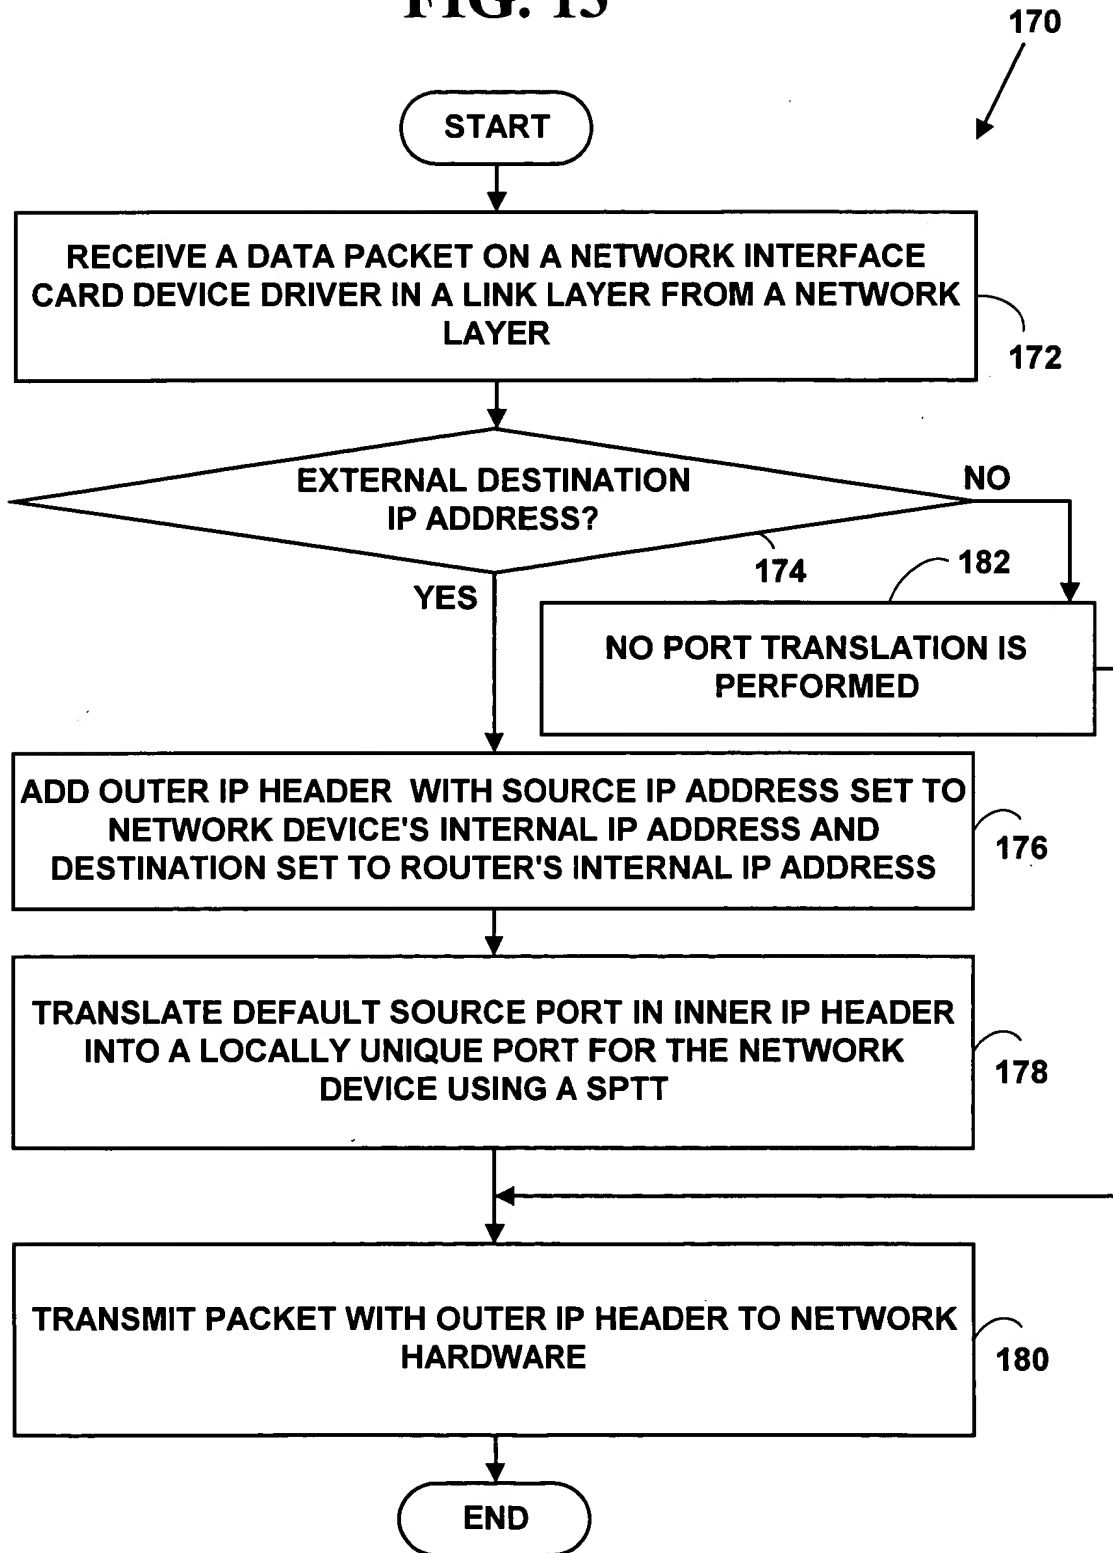 FIG. 13
170
START
RECEIVE A DATA PACKET ON A NETWORK INTERFACE
CARD DEVICE DRIVER IN A LINK LAYER FROM A NETWORK
LAYER
172
EXTERNAL DESTINATION
IP ADDRESS?
NO
174
182
YES
NO PORT TRANSLATION IS
PERFORMED
ADD OUTER IP HEADER WITH SOURCE IP ADDRESS SET TO
NETWORK DEVICE'S INTERNAL IP ADDRESS AND
DESTINATION SET TO ROUTER'S INTERNAL IP ADDRESS
176
TRANSLATE DEFAULT SOURCE PORT IN INNER IP HEADER
INTO A LOCALLY UNIQUE PORT FOR THE NETWORK
DEVICE USING A SPTT
178
TRANSMIT PACKET WITH OUTER IP HEADER TO NETWORK
HARDWARE
180
END